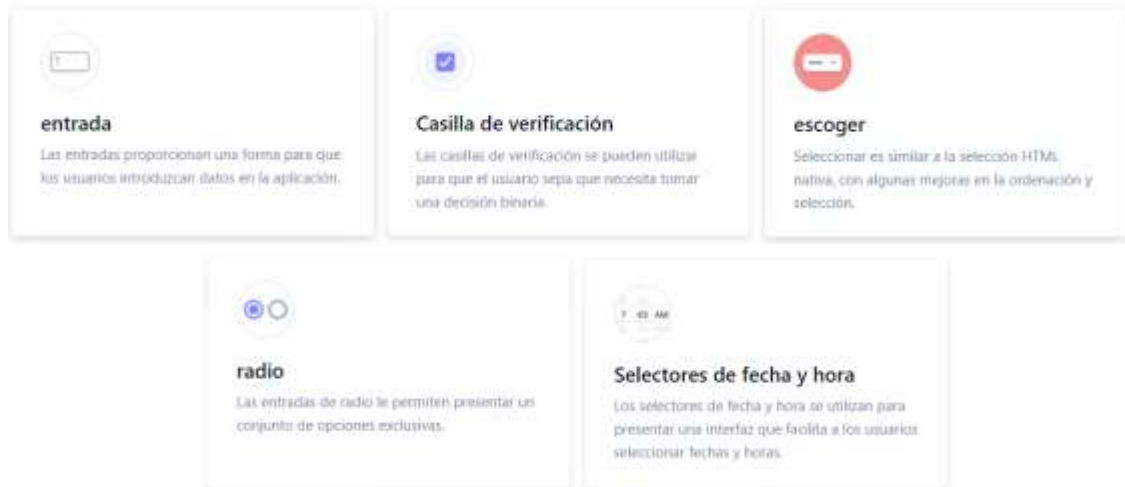 entrada
Las entradas proporcionan una forma para que
los usuarios introduzcan datos en la aplicación.
Casilla de verificación
Las casillas de verificación se pueden utilizar
para que el usuario sepa que necesita tomar
una decisión binaria.
escoger
Seleccionar es similar a la selección HTML
nativa, con algunas mejoras en la ordenación y
selección.
radio
Las entradas de radio le permiten presentar un
conjunto de opciones exclusivas.
AM
Selectores de fecha y hora
Los selectores de fecha y hora se utilizan para
presentar una interfaz que facilita a los usuarios
seleccionar fechas y horas.